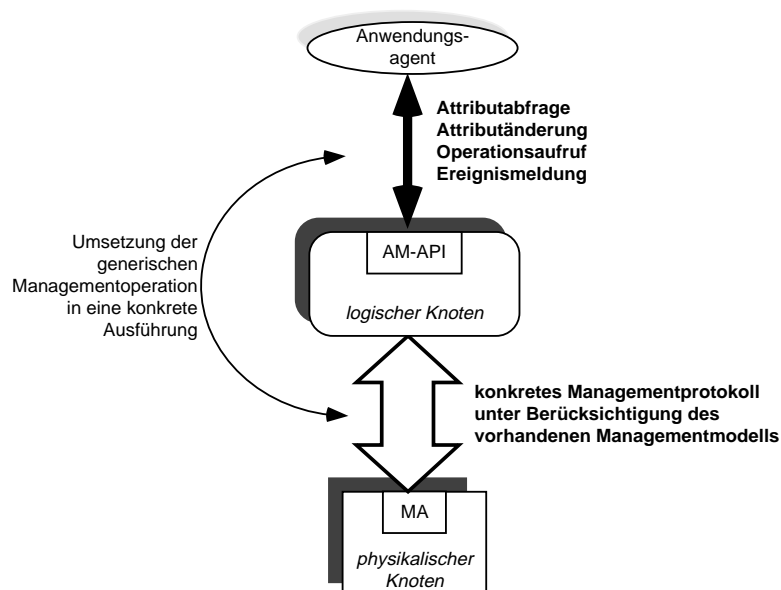 Anwendungs-
agent
Attributabfrage
Attributänderung
Operationsaufruf
Ereignismeldung
Umsetzung der
generischen
Managementoperation
in eine konkrete
Ausführung
AM-API
logischer Knoten
konkretes Managementprotokoll
unter Berücksichtigung des
vorhandenen Managementmodells
MA
physikalischer
Knoten